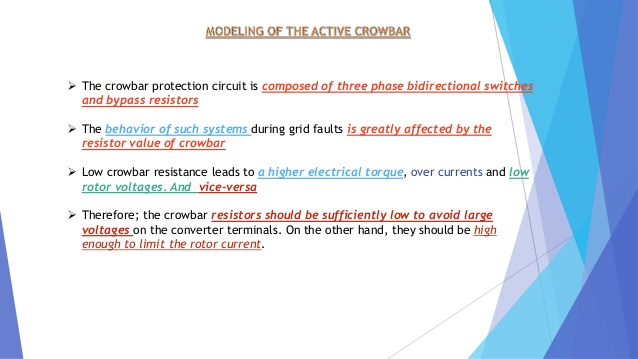 MODELING OF THE ACTIVE CROWBAR
➢ The crowbar protection circuit is composed of three phase bidirectional switches
and bypass resistors
➢ The behavior of such systems during grid faults is greatly affected by the
resistor value of crowbar
➢ Low crowbar resistance leads to a higher electrical torque, over currents and low
rotor voltages. And vice-versa
➢ Therefore; the crowbar resistors should be sufficiently low to avoid large
voltages on the converter terminals. On the other hand, they should be high
enough to limit the rotor current.